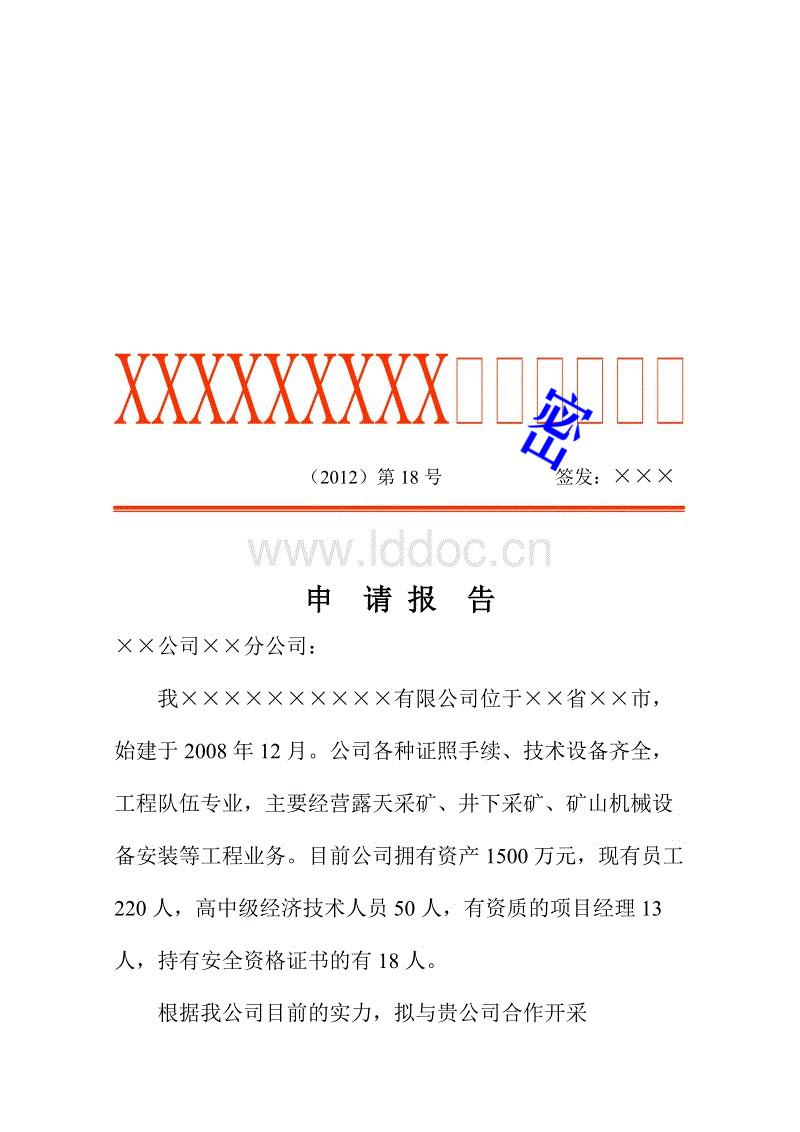 XXXXXXXXX□□□□□□
密
（2012）第 18 号 签发：×××
www.lddoc.cn
申 请 报 告
××公司××分公司：
我××××××××××有限公司位于××省××市，
始建于 2008 年 12 月。公司各种证照手续、技术设备齐全，
工程队伍专业，主要经营露天采矿、井下采矿、矿山机械设
备安装等工程业务。目前公司拥有资产 1500 万元，现有员工
220 人，高中级经济技术人员 50 人，有资质的项目经理 13
人，持有安全资格证书的有 18 人。
根据我公司目前的实力，拟与贵公司合作开采